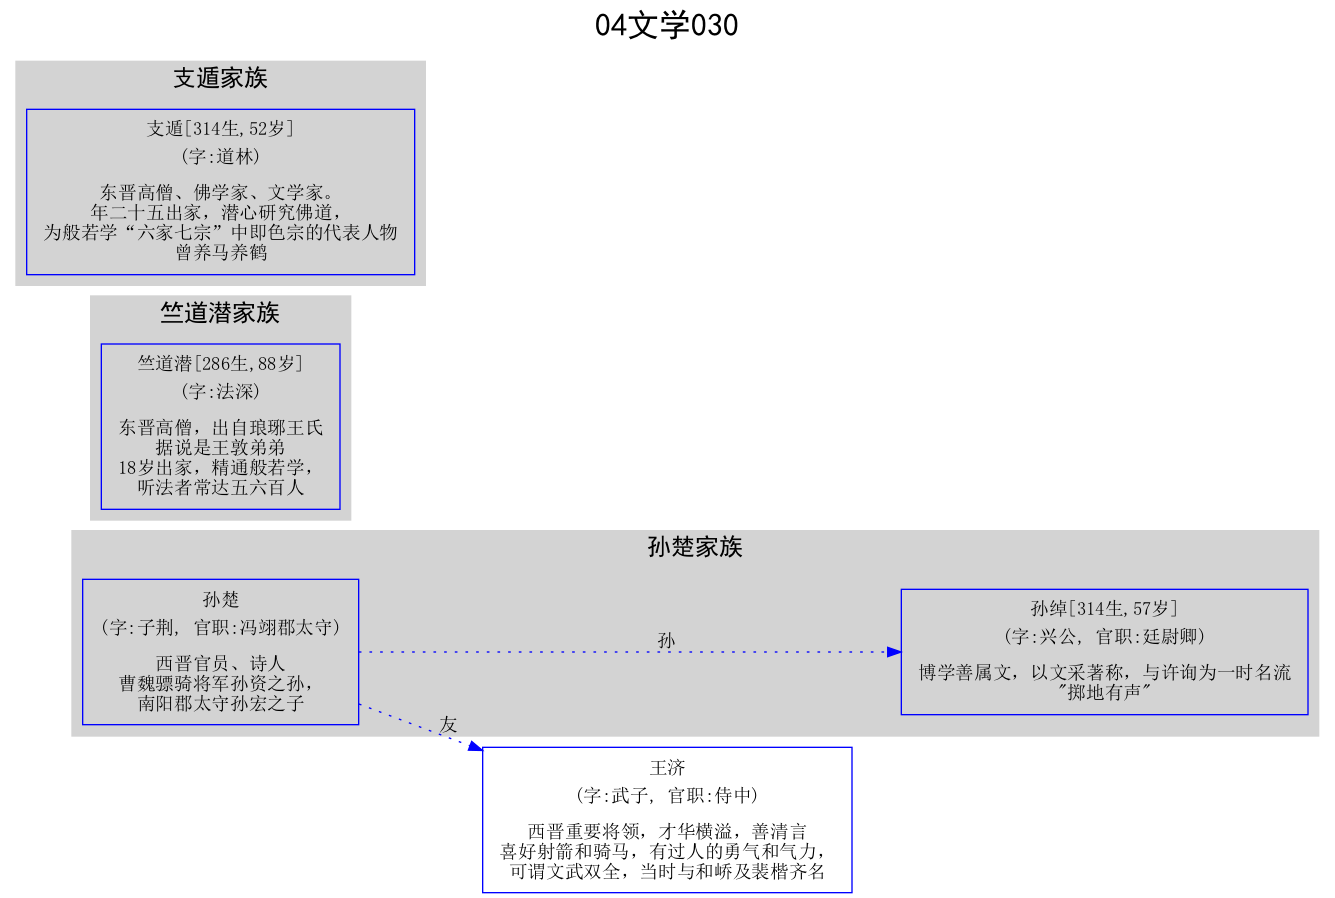 04文学030
支遁家族
支遁[314生,52岁]
(字:道林)
东晋高僧、佛学家、文学家。
年二十五出家，潜心研究佛道，
为般若学“六家七宗”中即色宗的代表人物
曾养马养鹤
竺道潜家族
竺道潜[286生,88岁]
(字:法深)
东晋高僧，出自琅琊王氏
据说是王敦弟弟
18岁出家，精通般若学，
听法者常达五六百人
孙楚家族
孙楚
(字:子荆, 官职:冯翊郡太守)
西晋官员、诗人
曹魏骠骑将军孙资之孙，
南阳郡太守孙宏之子
孙
孙绰[314生,57岁]
(字:兴公, 官职:廷尉卿)
博学善属文，以文采著称，与许询为一时名流
"掷地有声"
友
王济
(字:武子, 官职:侍中)
西晋重要将领，才华横溢，善清言
喜好射箭和骑马，有过人的勇气和气力，
可谓文武双全，当时与和峤及裴楷齐名